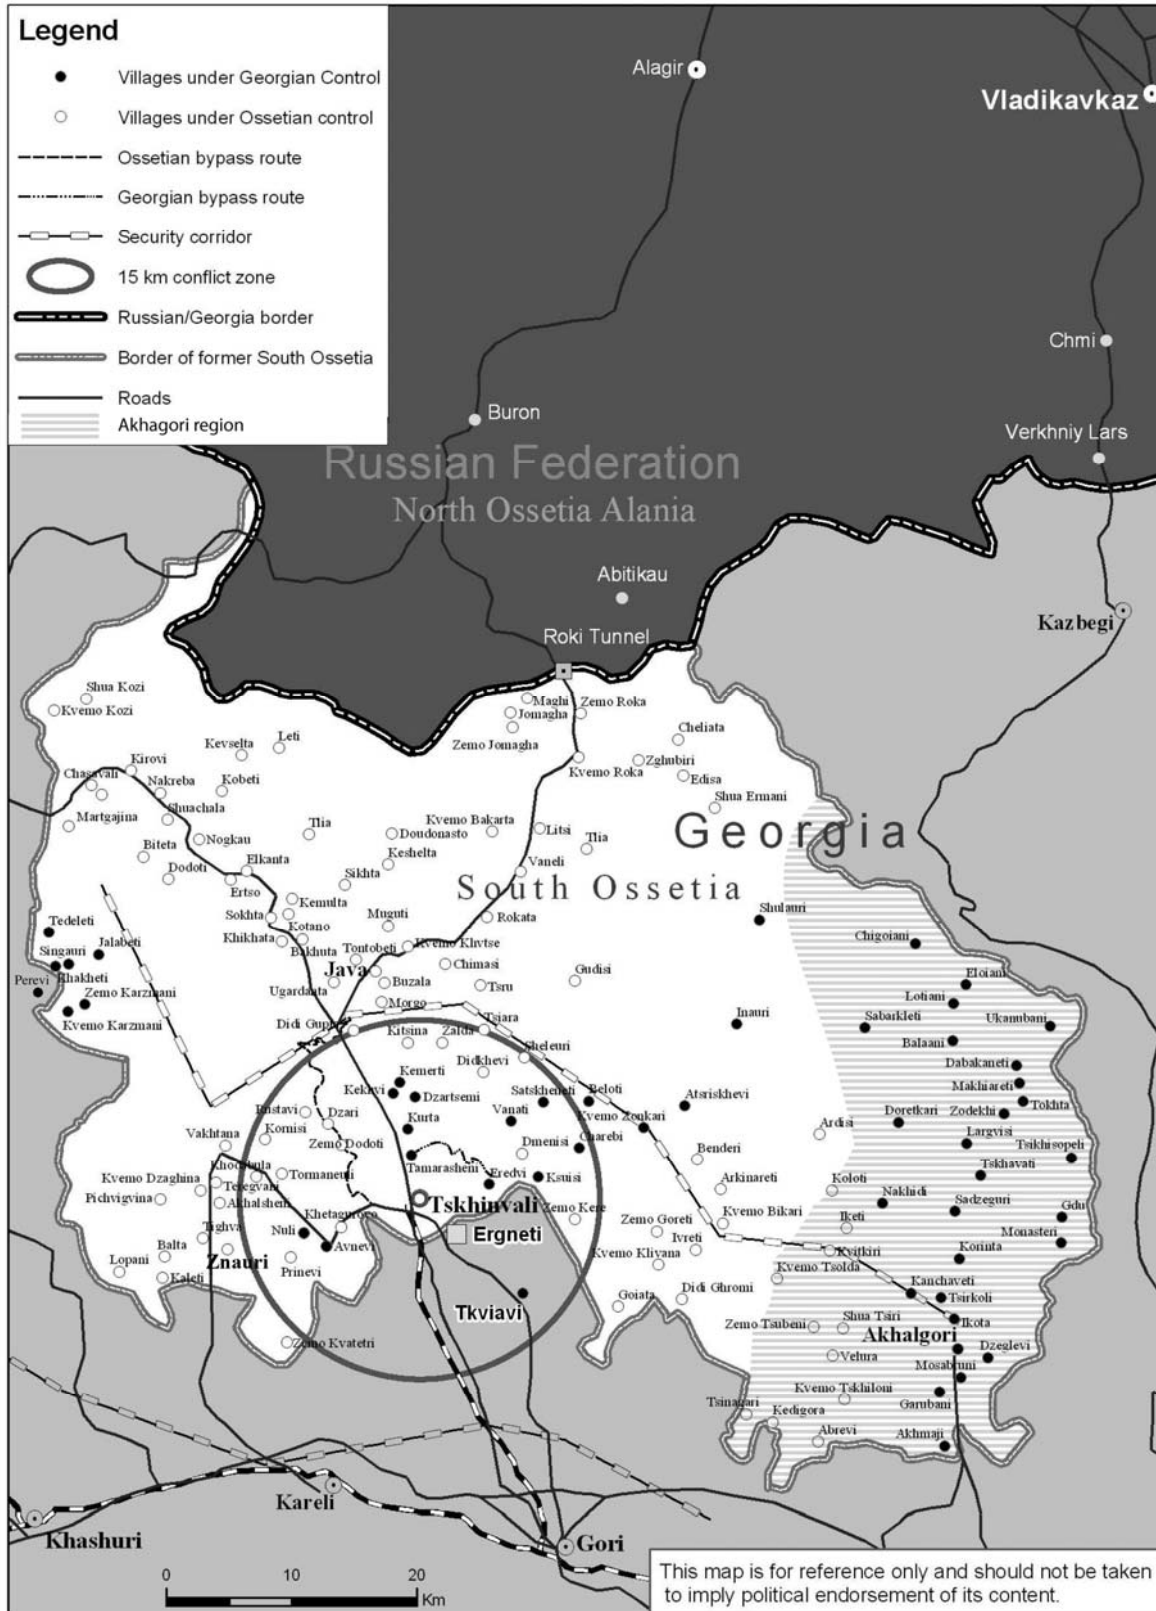 Legend
Villages under Georgian Control
Villages under Ossetian control
Ossetian bypass route
Georgian bypass route
Security corridor
15 km conflict zone
Russian/Georgia border
Border of former South Ossetia
Roads
Akhagori region
Alagir
Vladikavkaz
Chmi
Buron
Verkhniy Lars
Russian Federation
North Ossetia Alania
Abitikau
Kazbegi
Roki Tunnel
Shua Kozi
Kvemo Kozi
Maghi
Zemo Roka
Jomagha
Zemo Jomagha
Cheliata
Leti
Kevselta
Kirovi
Kvemo Roka
Zghubiri
Edisa
Chasavali
Nakreba
Kobeti
Shua Ermani
Martgajina
Shuachala
Tlia
Doudonasto
Kvemo Bakarta
Litsi
Tlia
Georgia
Nogkau
Biteta
Keshelta
Vaneli
Dodoti
Elkanta
Ertso
Sikhta
South Ossetia
Kemulta
Sokhta
Kotano
Muguti
Rokata
Shulauri
Tedeleti
Khikhata
Bakhuta
Tontobeti
Kvemo Khvtse
Chigoiani
Singauri
Jalabeti
Java
Chimasi
Gudisi
Perevi
Khakheti
Zemo Karzmani
Ugardanta
Buzala
Tsru
Eloiani
Lotiani
Kvemo Karzmani
Morgo
Didi Gupta
Tsiara
Inauri
Sabarkleti
Ukanubani
Kitsina
Zalda
Sheleuri
Balaani
Didkhevi
Dabakaneti
Kemerti
Kekhvi
Dzartsemi
Satskheneti
Beloti
Atsriskhevi
Makhiareti
Rustavi
Dzari
Kurta
Vanati
Kvemo Zonkari
Doretkari
Zodekhi
Tokhta
Vakhtana
Kornisi
Zemo Dodoti
Dmenisi
Charebi
Ardisi
Largvisi
Tsikhisopeli
Tamarasheni
Benderi
Kvemo Dzaghina
Khodabula
Tormaneuli
Eredvi
Ksuisi
Tskhavati
Teregvani
Pichvigvina
Akhalsheni
Arkinareti
Koloti
Nakhidi
Tskhinvali
Khetagurovo
Zemo Kere
Sadzeguri
Gdu
Tighva
Nuli
Ergneti
Zemo Goreti
Kvemo Bikari
Iketi
Monasteri
Balta
Znauri
Avnevi
Ivreti
Lopani
Kaleti
Prinevi
Kvemo Kliyana
Kvitkiri
Korinta
Kvemo Tsolda
Kanchaveti
Tkviavi
Goiata
Didi Ghromi
Tsirkoli
Zemo Tsubeni
Shua Tsiri
Ikota
Akhalgori
Zemo Kvatetri
Velura
Dzeglevi
Mosabruni
Kvemo Tskhiloni
Garubani
Tsinagari
Kedigora
Abrevi
Akhmaji
Kareli
Khashuri
Gori
0 10 20
Km
This map is for reference only and should not be taken
to imply political endorsement of its content.